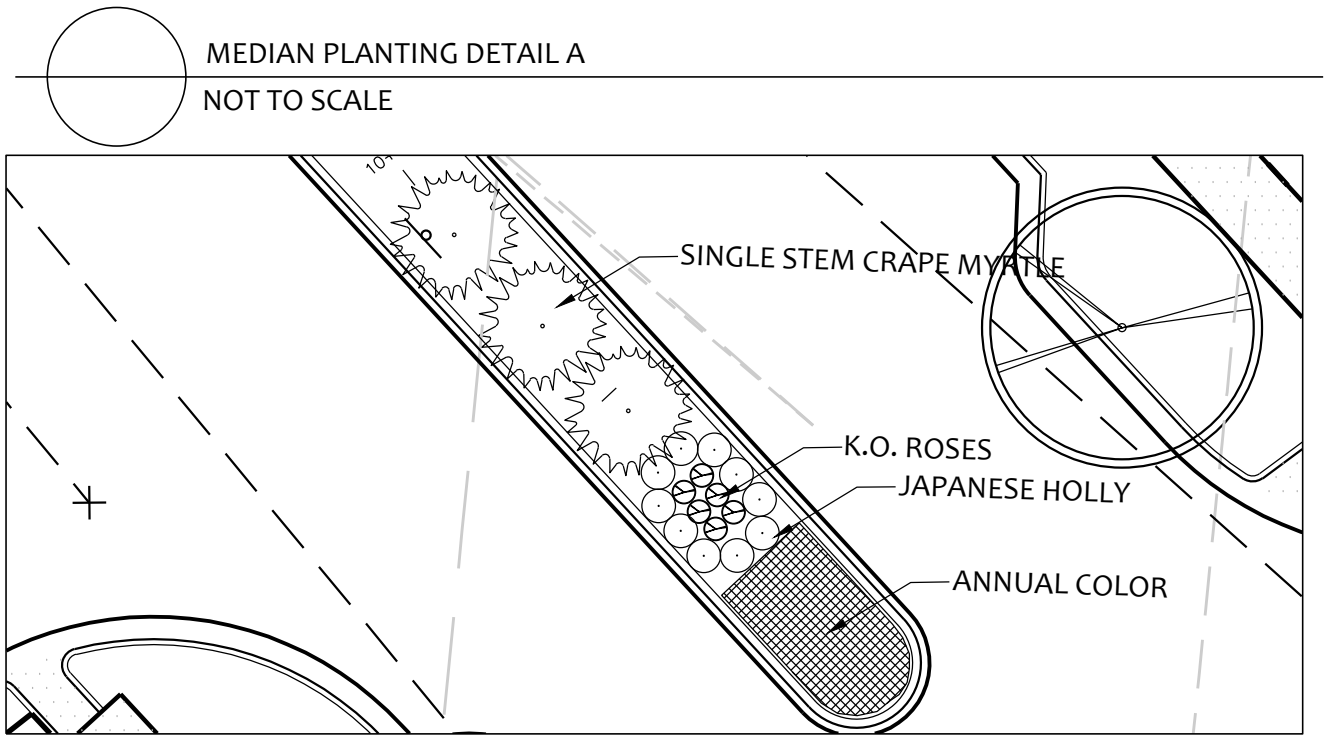 MEDIAN PLANTING DETAIL A
NOT TO SCALE
SINGLE STEM CRAPE MYRTLE
K.O. ROSES
JAPANESE HOLLY
ANNUAL COLOR